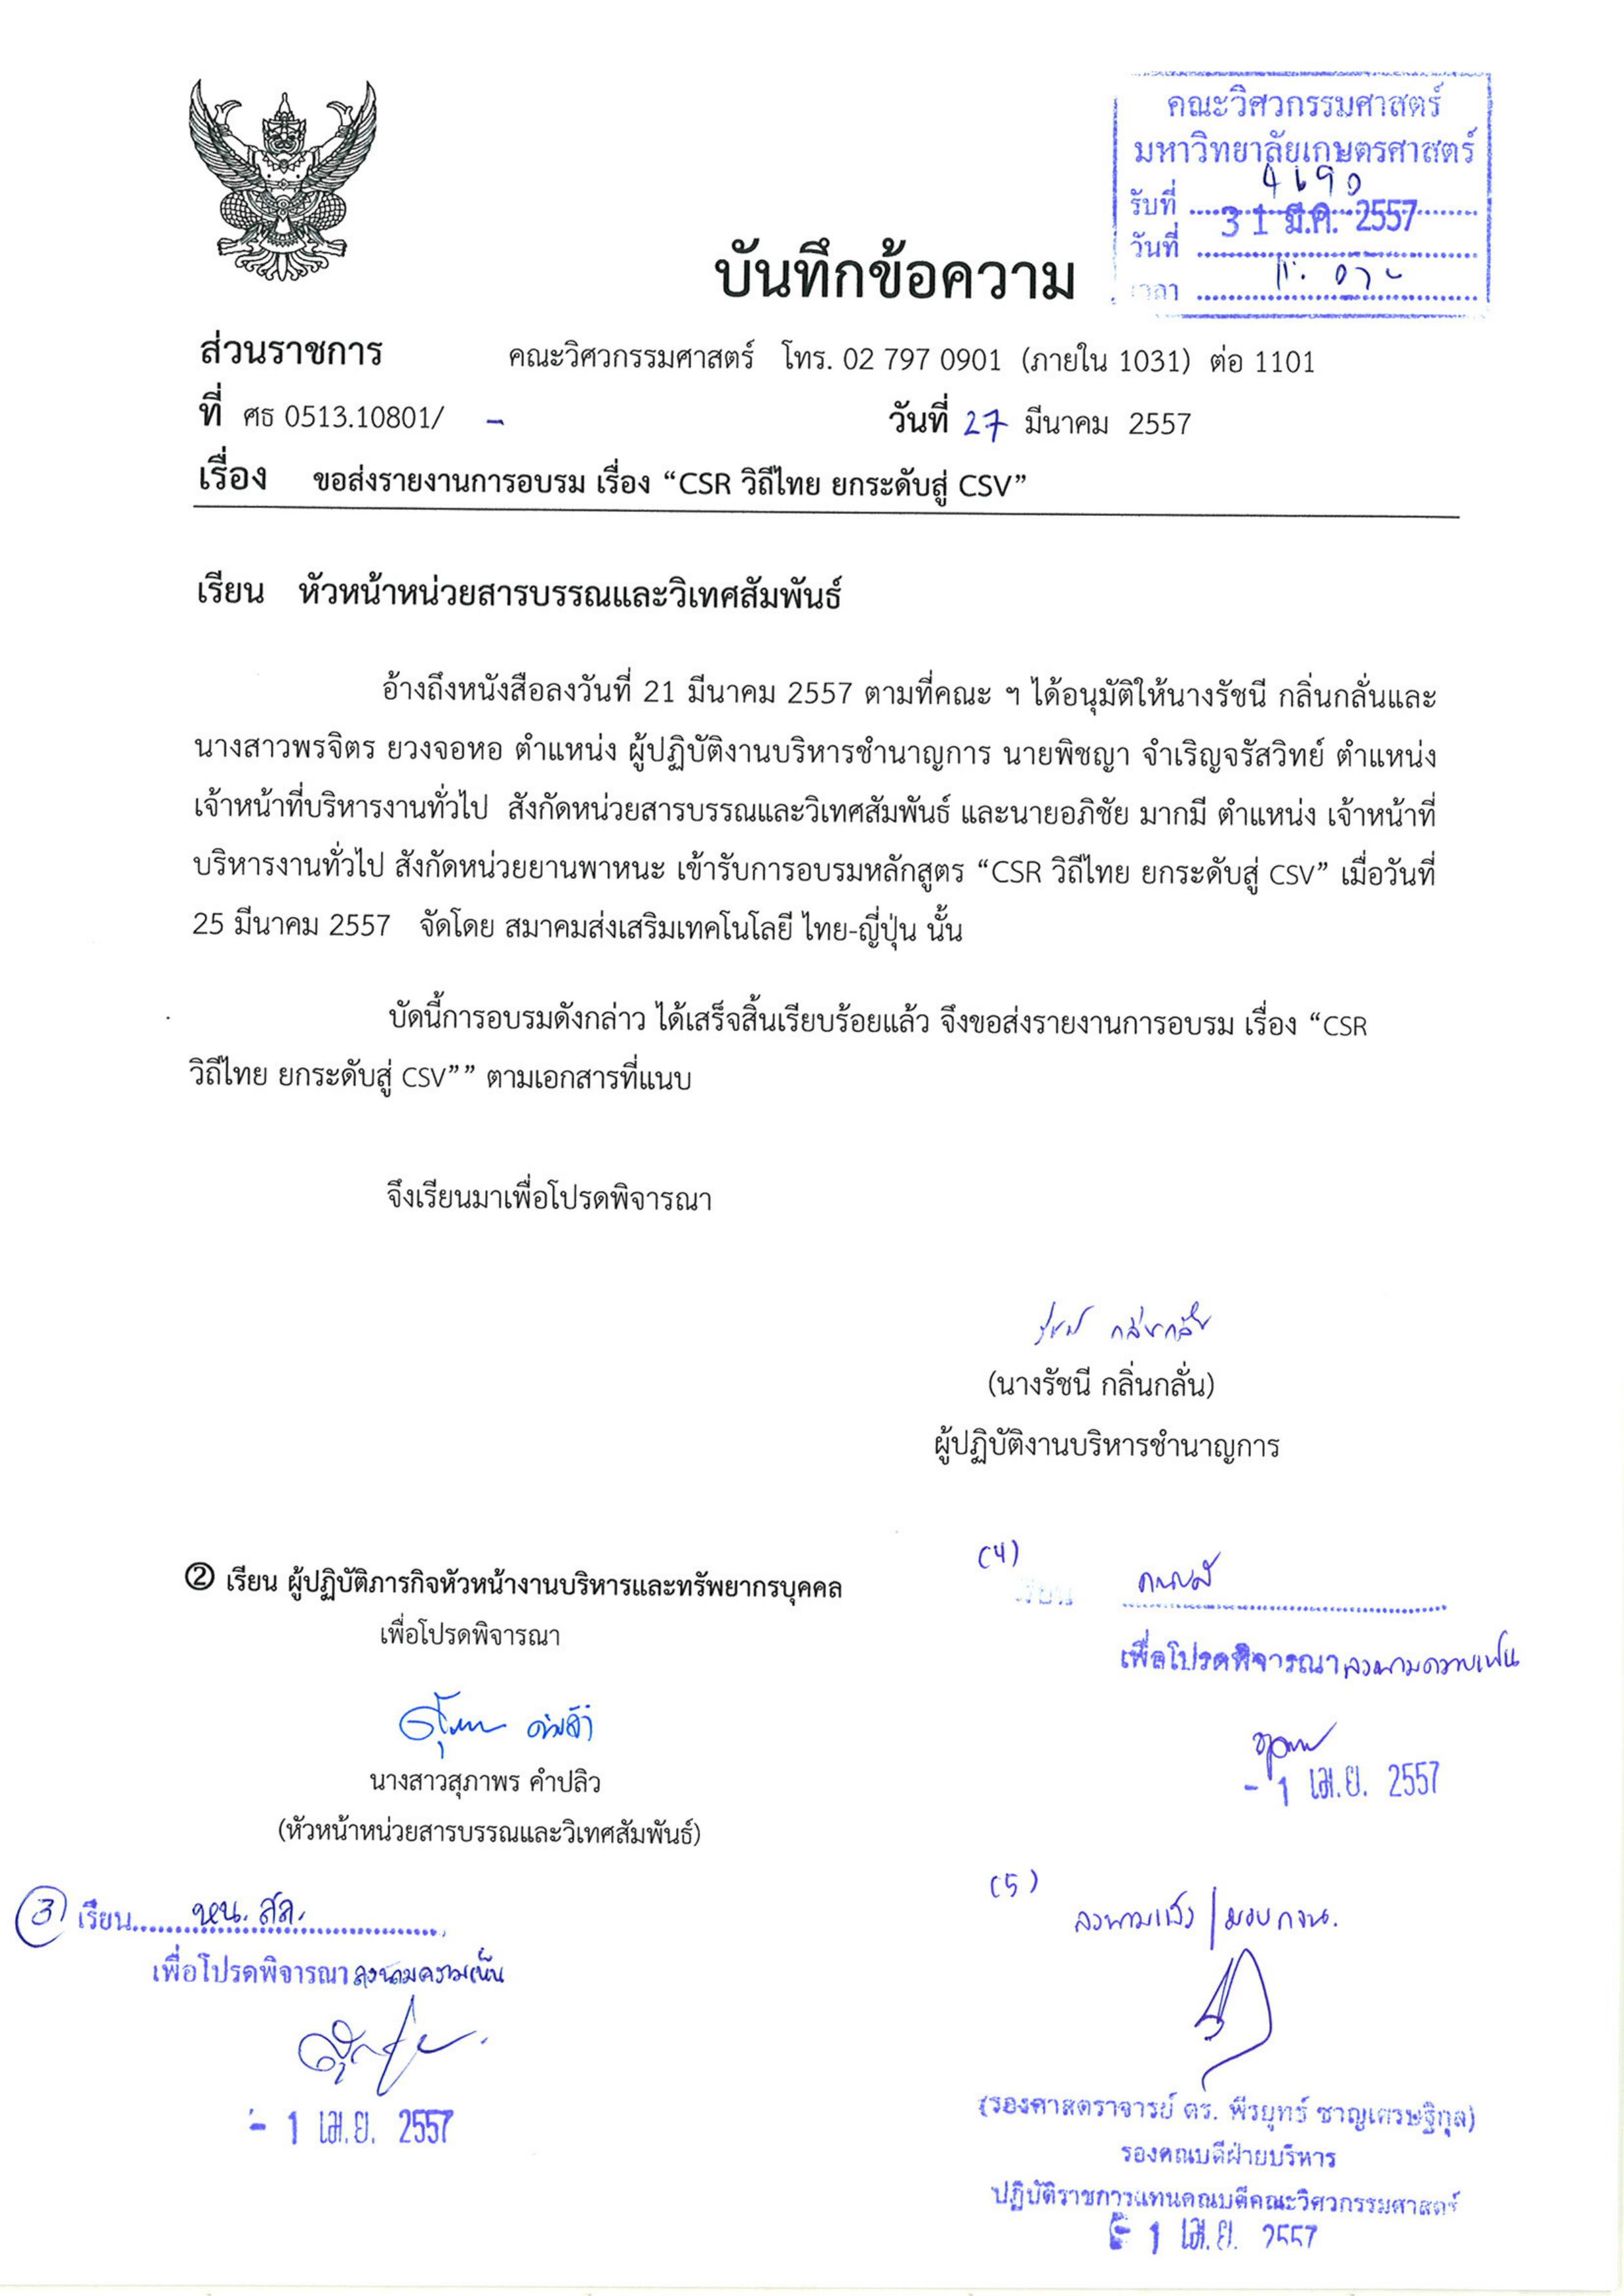 คณะวิศวกรรมศาสตร์
มหาวิทยาลัยเกษตรศาสตร์
รับที่ 4690
วันที่ 31 มี.ค. 2557
เวลา
บันทึกข้อความ
ส่วนราชการ คณะวิศวกรรมศาสตร์ โทร. 02 797 0901 (ภายใน 1031) ต่อ 1101
ที่ ศธ 0513.10801/ - วันที่ 27 มีนาคม 2557
เรื่อง ขอส่งรายงานการอบรม เรื่อง “CSR วิถีไทย ยกระดับสู่ CSV”
เรียน หัวหน้าหน่วยสารบรรณและวิเทศสัมพันธ์
อ้างถึงหนังสือลงวันที่ 21 มีนาคม 2557 ตามที่คณะ ฯ ได้อนุมัติให้นางรัชนี กลิ่นกลั่นและ
นางสาวพรจิตร ยวงจอหอ ตำแหน่ง ผู้ปฏิบัติงานบริหารชำนาญการ นายพิชญา จำเริญจรัสวิทย์ ตำแหน่ง
เจ้าหน้าที่บริหารงานทั่วไป สังกัดหน่วยสารบรรณและวิเทศสัมพันธ์ และนายอภิชัย มากมี ตำแหน่ง เจ้าหน้าที่
บริหารงานทั่วไป สังกัดหน่วยยานพาหนะ เข้ารับการอบรมหลักสูตร “CSR วิถีไทย ยกระดับสู่ CSV” เมื่อวันที่
25 มีนาคม 2557 จัดโดย สมาคมส่งเสริมเทคโนโลยี ไทย-ญี่ปุ่น นั้น
บัดนี้การอบรมดังกล่าว ได้เสร็จสิ้นเรียบร้อยแล้ว จึงขอส่งรายงานการอบรม เรื่อง “CSR
วิถีไทย ยกระดับสู่ CSV”” ตามเอกสารที่แนบ
จึงเรียนมาเพื่อโปรดพิจารณา
รัชนี กลิ่นกลั่น
(นางรัชนี กลิ่นกลั่น)
ผู้ปฏิบัติงานบริหารชำนาญการ
② เรียน ผู้ปฏิบัติภารกิจหัวหน้างานบริหารและทรัพยากรบุคคล
เพื่อโปรดพิจารณา
นางสาวสุภาพร คำปลิว
(หัวหน้าหน่วยสารบรรณและวิเทศสัมพันธ์)
③ เรียน หน. สล.
เพื่อโปรดพิจารณาลงนามความเห็น
- 1 เม.ย. 2557
(4)
เรียน คณบดี
เพื่อโปรดพิจารณาลงนามความเห็น
- 1 เม.ย. 2557
(5)
ลงนามแล้ว / มอบ
(รองศาสตราจารย์ ดร. พีรยุทธ์ ชาญเศรษฐิกุล)
รองคณบดีฝ่ายบริหาร
ปฏิบัติราชการแทนคณบดีคณะวิศวกรรมศาสตร์
- 1 เม.ย. 2557